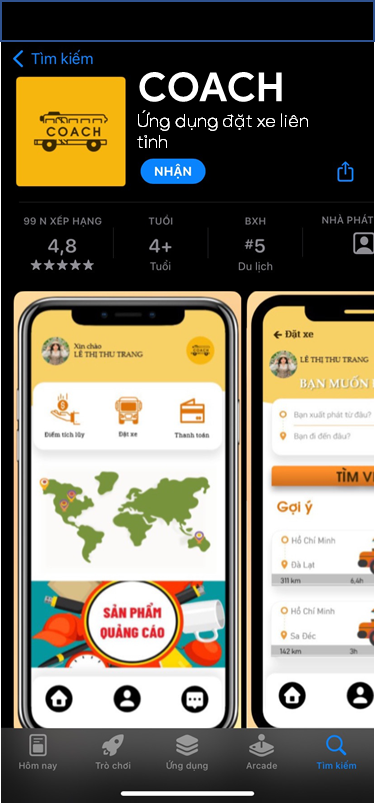 Tìm kiếm
COACH
COACH
Ứng dụng đặt xe liên
tỉnh
NHẬN
99 N XẾP HẠNG
TUỔI
BXH
NHÀ PHÁT
4,8
4+
#5
Tuổi
Du lịch
Xin chào
LÊ THỊ THU TRANG
Điểm tích lũy
Đặt xe
Thanh toán
SẢN PHẨM
QUẢNG CÁO
Đặt xe
LÊ THỊ THU TRANG
BẠN MUỐN
Bạn xuất phát từ đâu?
Bạn đi đến đâu?
TÌM V
Gợi ý
Hồ Chí Minh
Đà Lạt
311 km
6,4h
Hồ Chí Minh
Sa Đéc
142 km
3h
Hôm nay
Trò chơi
Ứng dụng
Arcade
Tìm kiếm